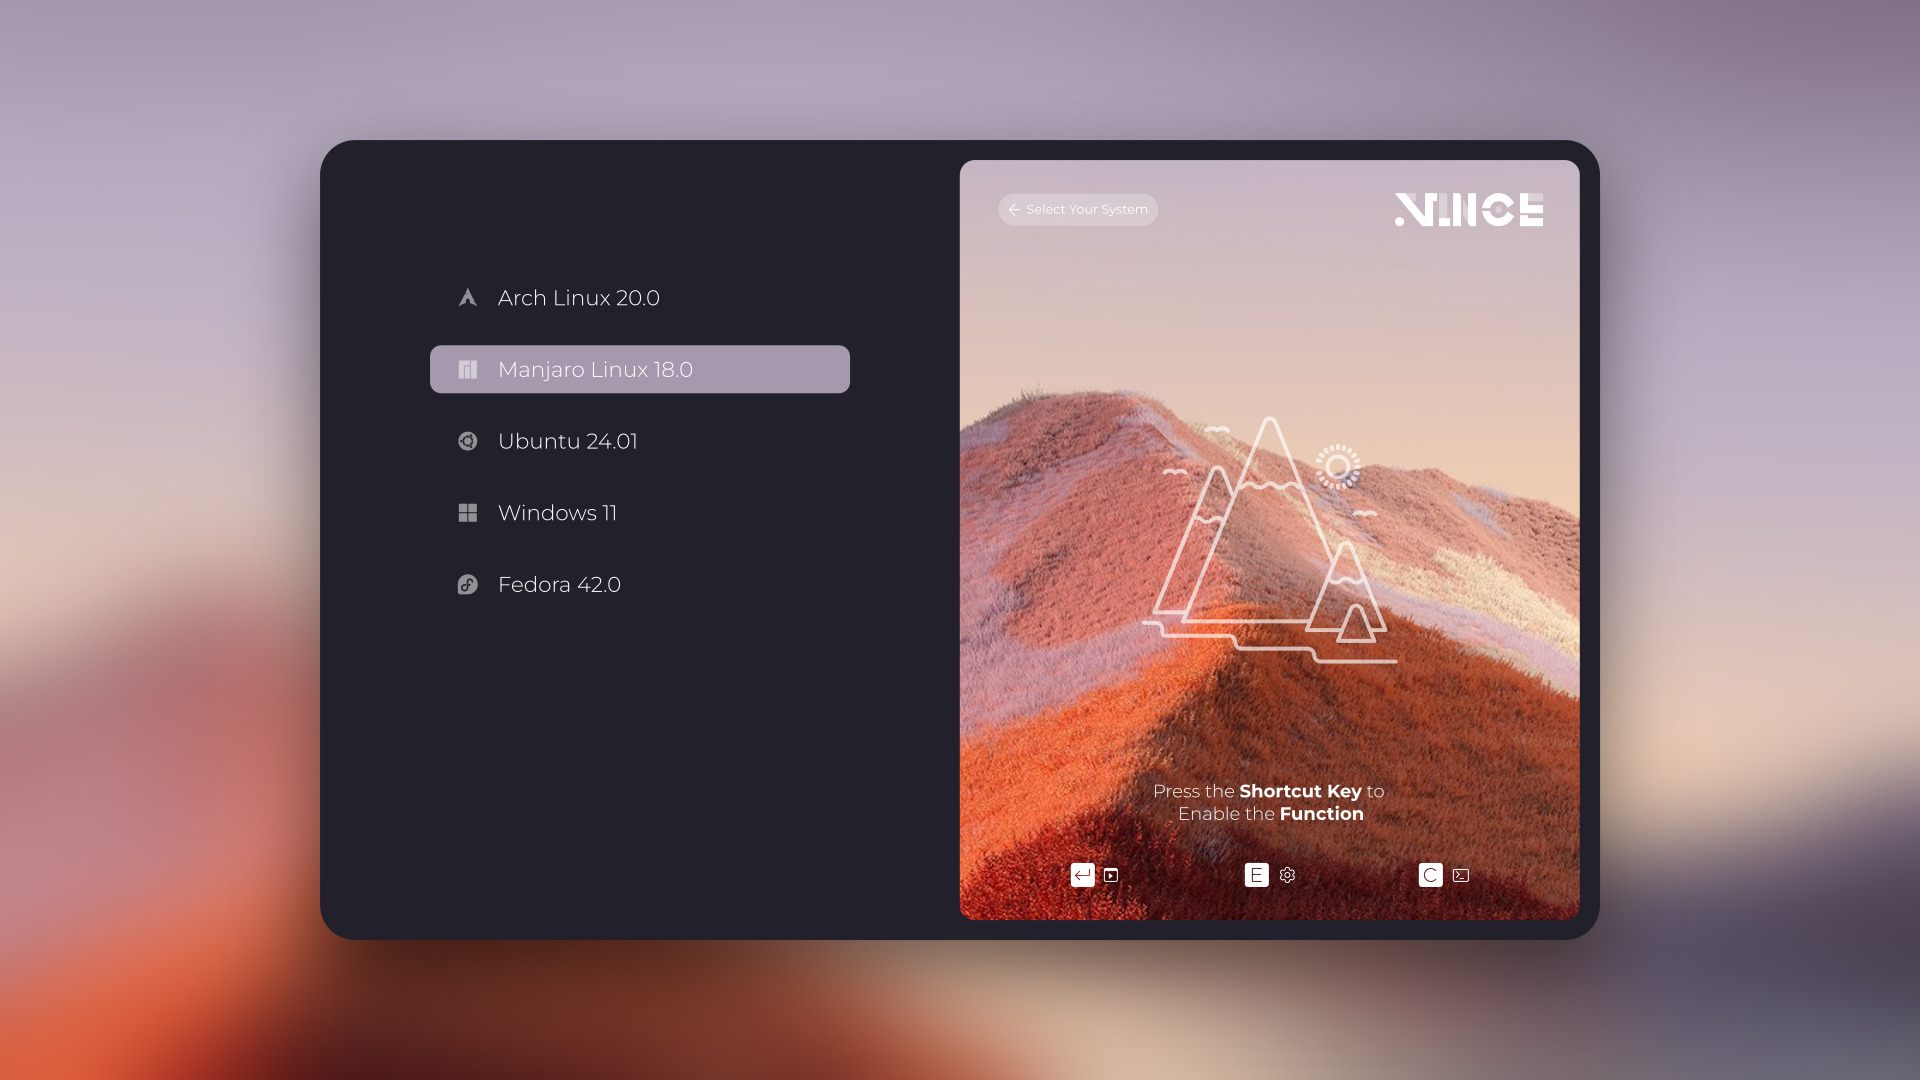 Arch Linux 20.0
Manjaro Linux 18.0
Ubuntu 24.01
Windows 11
Fedora 42.0
← Select Your System
.VINCE
Press the Shortcut Key to
Enable the Function
E
C